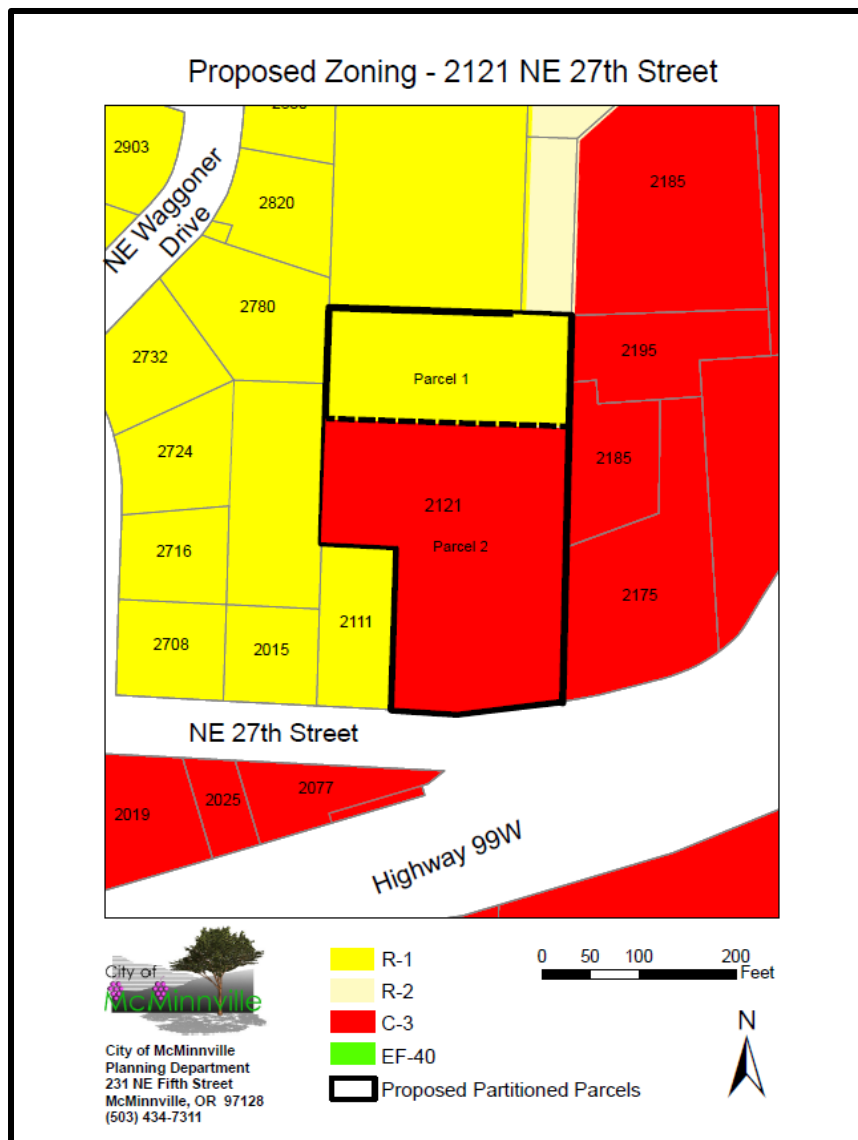 Proposed Zoning - 2121 NE 27th Street
2903
2820
NE Waggoner
Drive
2185
2780
2732
2195
Parcel 1
2724
2185
2121
Parcel 2
2716
2111
2175
2708
2015
NE 27th Street
2077
2025
2019
Highway 99W
City of
McMinnville
City of McMinnville
Planning Department
231 NE Fifth Street
McMinnville, OR 97128
(503) 434-7311
R-1
R-2
C-3
EF-40
Proposed Partitioned Parcels
0 50 100 200
Feet
N